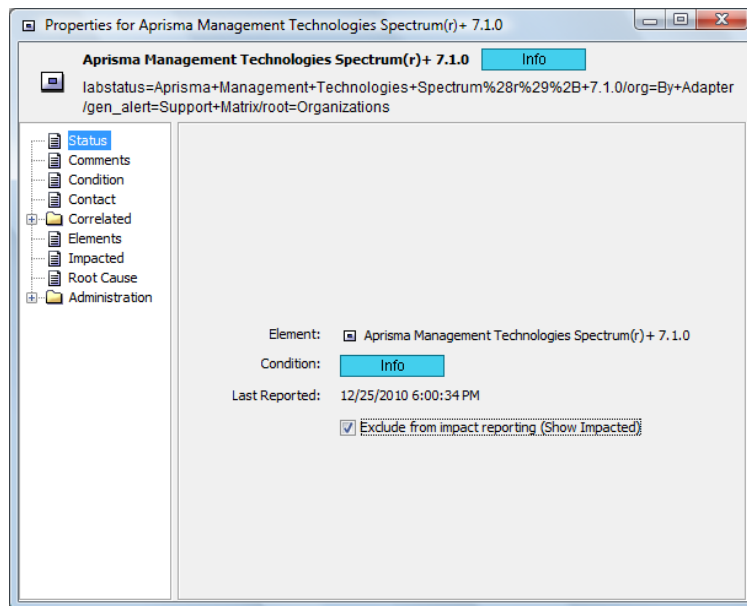 Properties for Aprisma Management Technologies Spectrum(r)+ 7.1.0
Aprisma Management Technologies Spectrum(r)+ 7.1.0 Info
labstatus=Aprisma+Management+Technologies+Spectrum%28r%29%2B+7.1.0/org=By+Adapter
/gen_alert=Support+Matrix/root=Organizations
Status
Comments
Condition
Contact
Correlated
Elements
Impacted
Root Cause
Administration
Element: Aprisma Management Technologies Spectrum(r)+ 7.1.0
Condition: Info
Last Reported: 12/25/2010 6:00:34 PM
Exclude from impact reporting (Show Impacted)